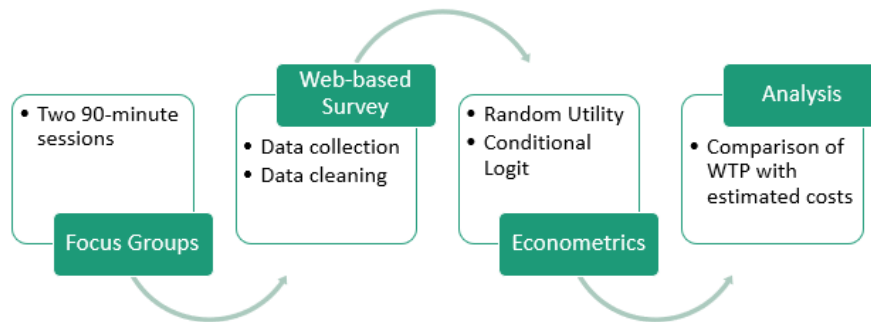 • Two 90-minute
sessions
Focus Groups
Web-based
Survey
• Data collection
• Data cleaning
• Random Utility
• Conditional
Logit
Econometrics
Analysis
• Comparison of
WTP with
estimated costs